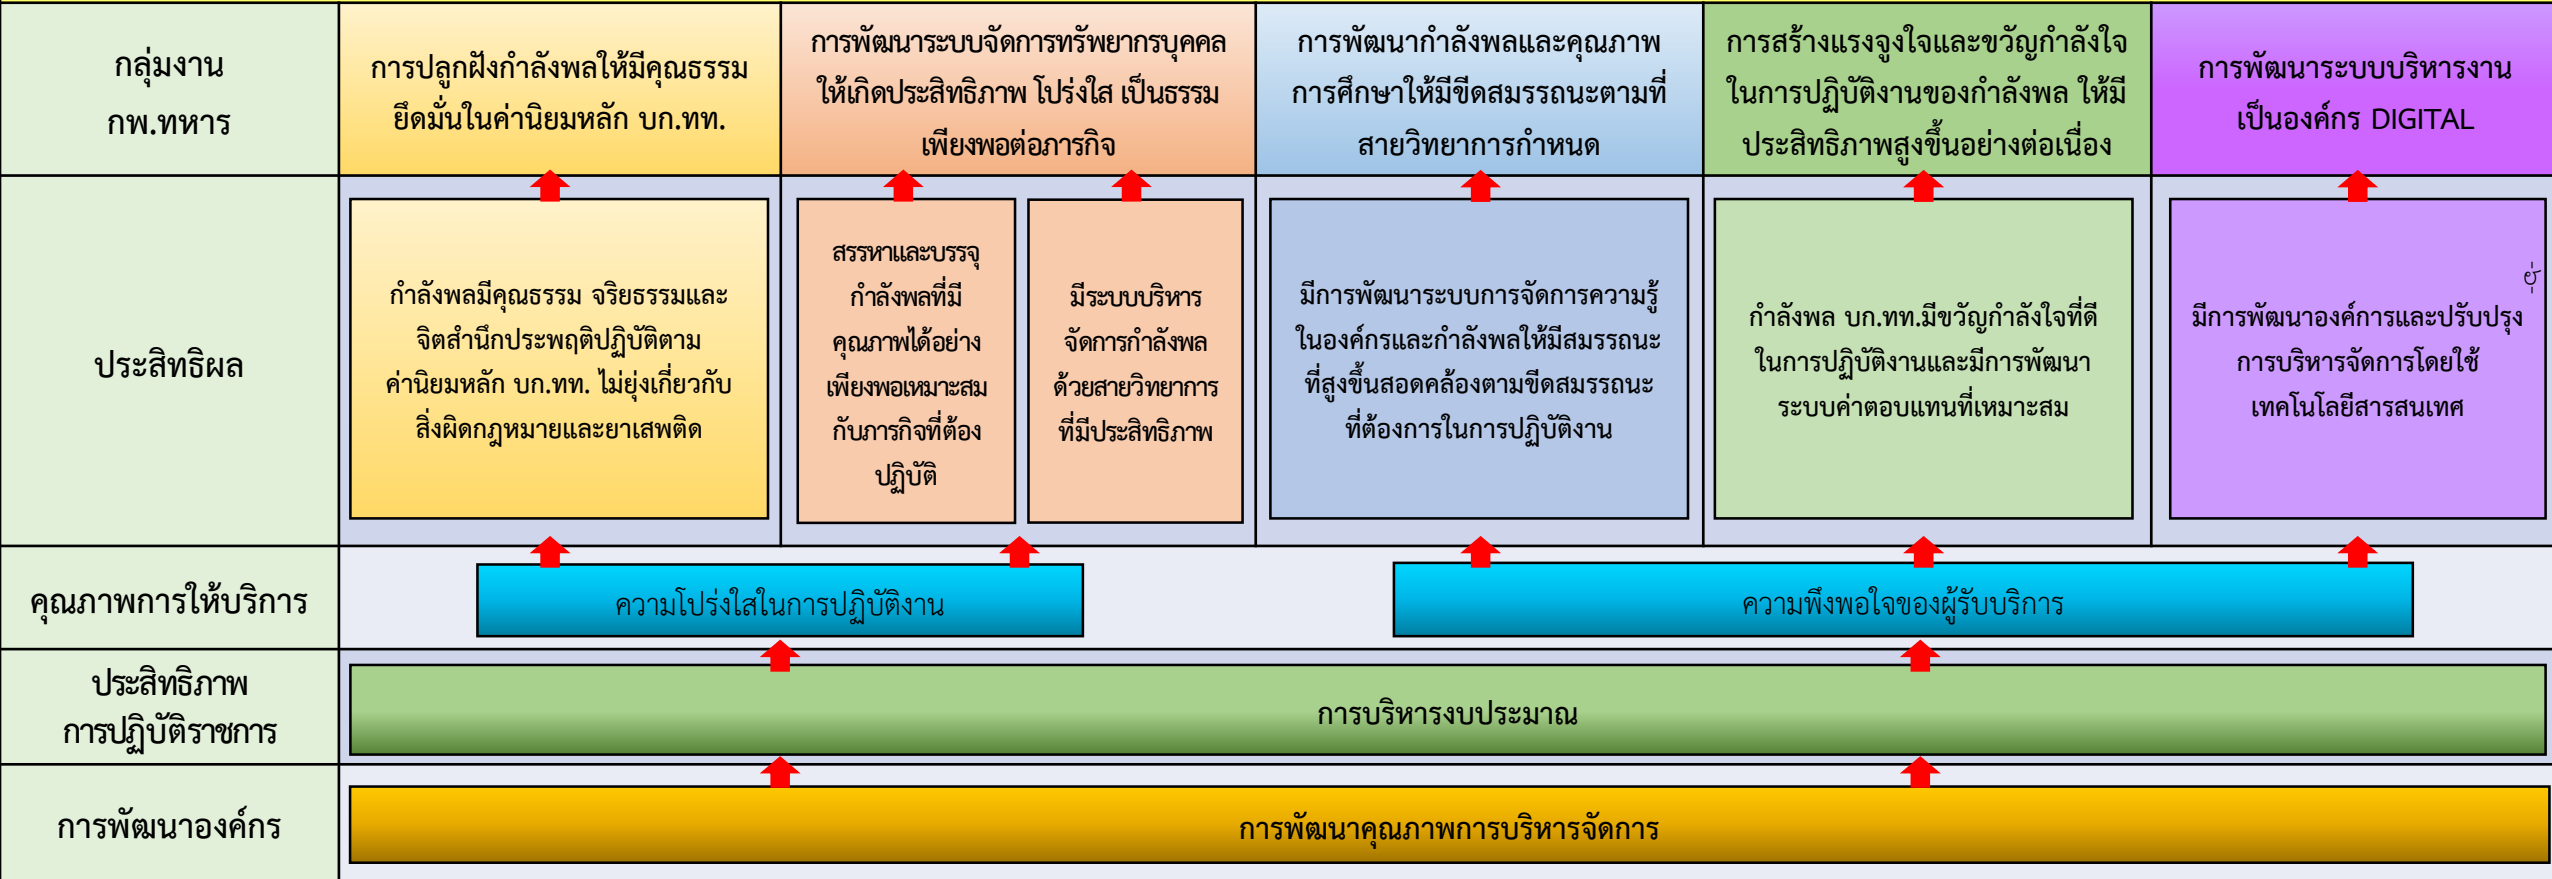 กลุ่มงาน
กพ.ทหาร
การปลูกฝังกำลังพลให้มีคุณธรรม
ยึดมั่นในค่านิยมหลัก บก.ทท.
การพัฒนาระบบจัดการทรัพยากรบุคคล
ให้เกิดประสิทธิภาพ โปร่งใส เป็นธรรม
เพียงพอต่อภารกิจ
การพัฒนากำลังพลและคุณภาพ
การศึกษาให้มีขีดสมรรถนะตามที่
สายวิทยาการกำหนด
การสร้างแรงจูงใจและขวัญกำลังใจ
ในการปฏิบัติงานของกำลังพล ให้มี
ประสิทธิภาพสูงขึ้นอย่างต่อเนื่อง
การพัฒนาระบบบริหารงาน
เป็นองค์กร DIGITAL
ประสิทธิผล
กำลังพลมีคุณธรรม จริยธรรมและ
จิตสำนึกประพฤติปฏิบัติตาม
ค่านิยมหลัก บก.ทท. ไม่ยุ่งเกี่ยวกับ
สิ่งผิดกฎหมายและยาเสพติด
สรรหาและบรรจุ
กำลังพลที่มี
คุณภาพได้อย่าง
เพียงพอเหมาะสม
กับภารกิจที่ต้อง
ปฏิบัติ
มีระบบบริหาร
จัดการกำลังพล
ด้วยสายวิทยาการ
ที่มีประสิทธิภาพ
มีการพัฒนาระบบการจัดการความรู้
ในองค์กรและกำลังพลให้มีสมรรถนะ
ที่สูงขึ้นสอดคล้องตามขีดสมรรถนะ
ที่ต้องการในการปฏิบัติงาน
กำลังพล บก.ทท.มีขวัญกำลังใจที่ดี
ในการปฏิบัติงานและมีการพัฒนา
ระบบค่าตอบแทนที่เหมาะสม
มีการพัฒนาองค์การและปรับปรุง
การบริหารจัดการโดยใช้
เทคโนโลยีสารสนเทศ
คุณภาพการให้บริการ
ความโปร่งใสในการปฏิบัติงาน
ความพึงพอใจของผู้รับบริการ
ประสิทธิภาพ
การปฏิบัติราชการ
การบริหารงบประมาณ
การพัฒนาองค์กร
การพัฒนาคุณภาพการบริหารจัดการ